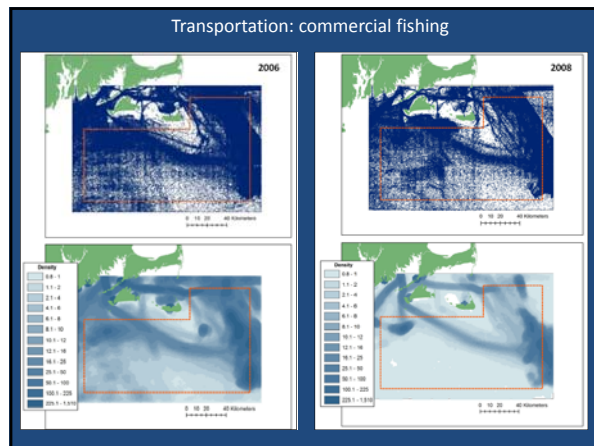 Transportation: commercial fishing
2006
0 10 20 40 Kilometers
2008
0 10 20 40 Kilometers
Density
0.8 - 1
1.1 - 2
2.1 - 4
4.1 - 6
6.1 - 8
8.1 - 10
10.1 - 12
12.1 - 16
16.1 - 25
25.1 - 50
50.1 - 100
100.1 - 225
225.1 - 1,510
0 10 20 40 Kilometers
Density
0.8 - 1
1.1 - 2
2.1 - 4
4.1 - 6
6.1 - 8
8.1 - 10
10.1 - 12
12.1 - 16
16.1 - 25
25.1 - 50
50.1 - 100
100.1 - 225
225.1 - 1,510
0 10 20 40 Kilometers